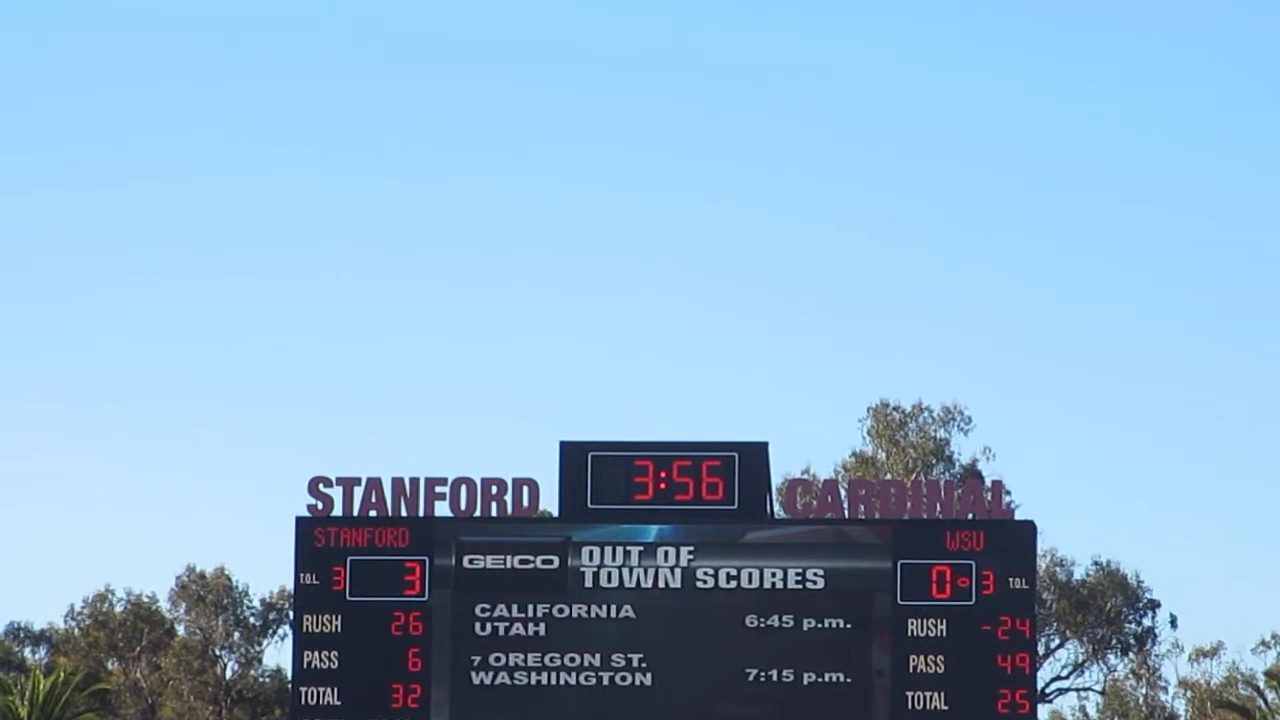 3:56
STANFORD CARDINAL
STANFORD
T.O.L. 3 3
RUSH 26
PASS 6
TOTAL 32
GEICO
OUT OF
TOWN SCORES
CALIFORNIA
UTAH
6:45 p.m.
7 OREGON ST.
WASHINGTON
7:15 p.m.
WSU
0 3 T.O.L.
RUSH -24
PASS 49
TOTAL 25